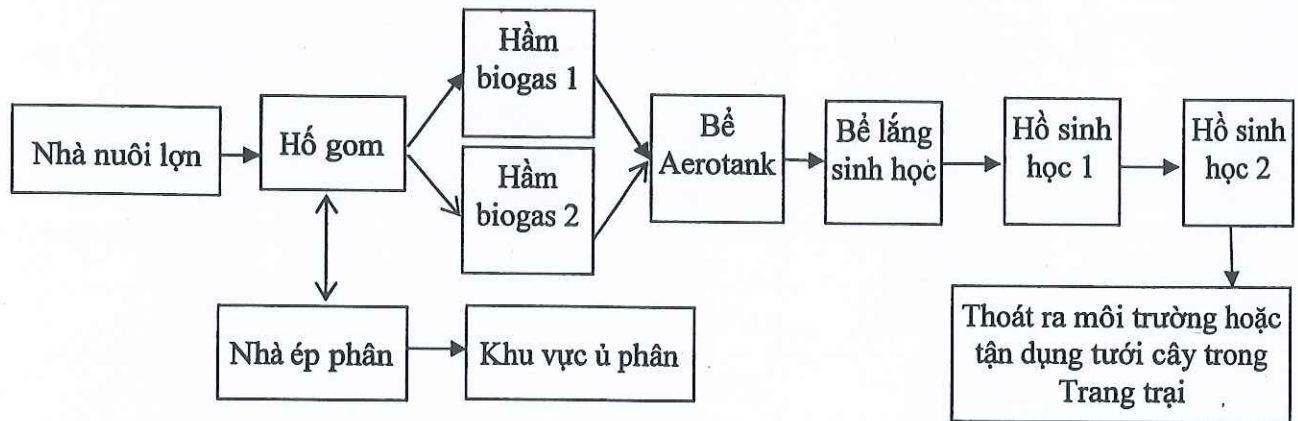 Nhà nuôi lợn
Hố gom
Hầm
biogas 1
Hầm
biogas 2
Bể
Aerotank
Bể lắng
sinh học
Hồ sinh
học 1
Hồ sinh
học 2
Nhà ép phân
Khu vực ủ phân
Thoát ra môi trường hoặc
tận dụng tưới cây trong
Trang trại